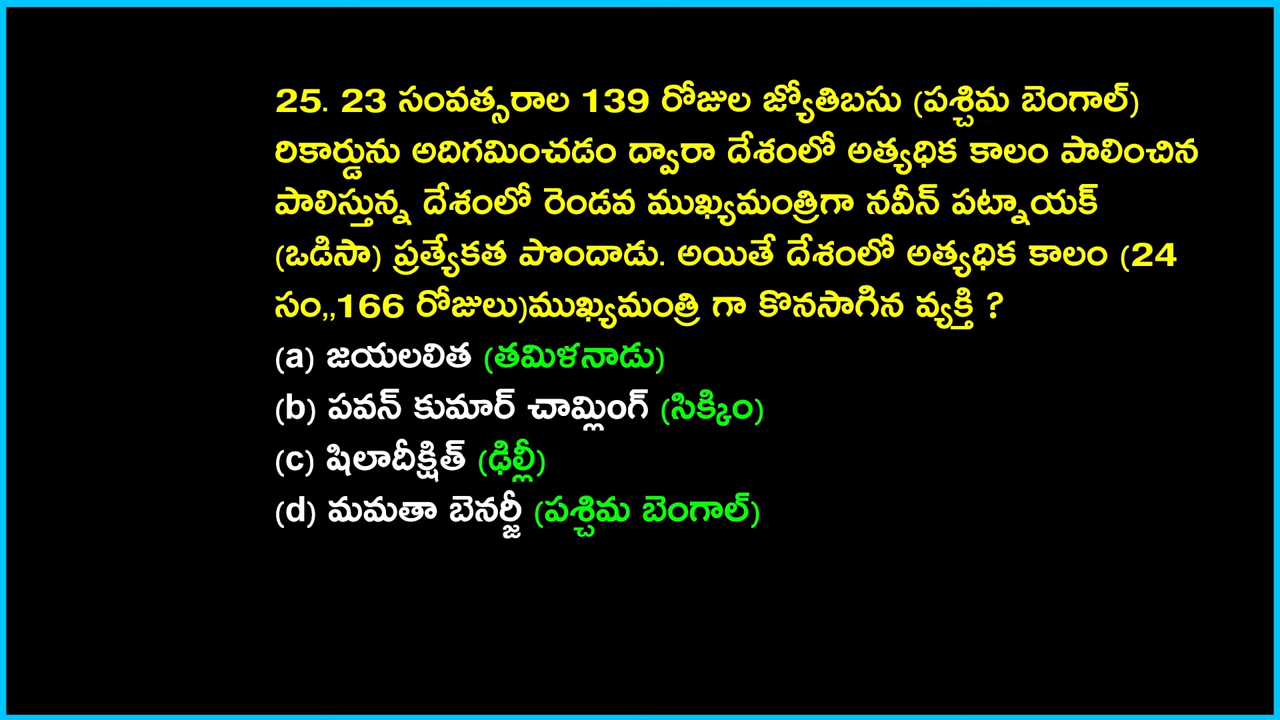 25. 23 సంవత్సరాల 139 రోజుల జ్యోతిబసు (పశ్చిమ బెంగాల్)
రికార్డును అదిగమించడం ద్వారా దేశంలో అత్యధిక కాలం పాలించిన
పాలిస్తున్న దేశంలో రెండవ ముఖ్యమంత్రిగా నవీన్ పట్నాయక్
(ఒడిసా) ప్రత్యేకత పొందాడు. అయితే దేశంలో అత్యధిక కాలం (24
సం,,166 రోజులు)ముఖ్యమంత్రి గా కొనసాగిన వ్యక్తి ?
(a) జయలలిత (తమిళనాడు)
(b) పవన్ కుమార్ చామ్లింగ్ (సిక్కిం)
(c) షిలాదీక్షిత్ (ఢిల్లీ)
(d) మమతా బెనర్జీ (పశ్చిమ బెంగాల్)